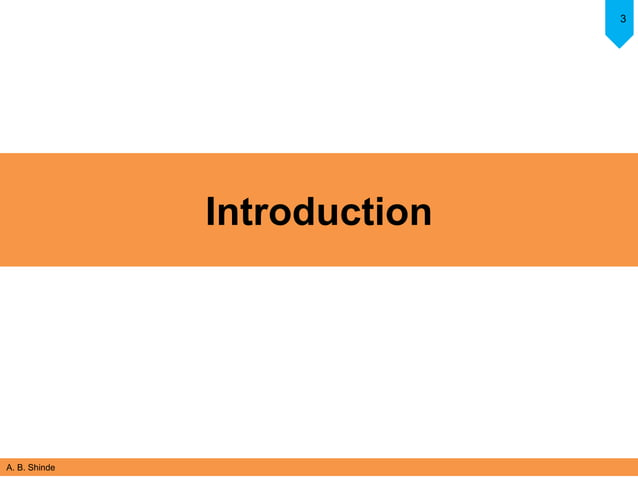 3
Introduction
A. B. Shinde